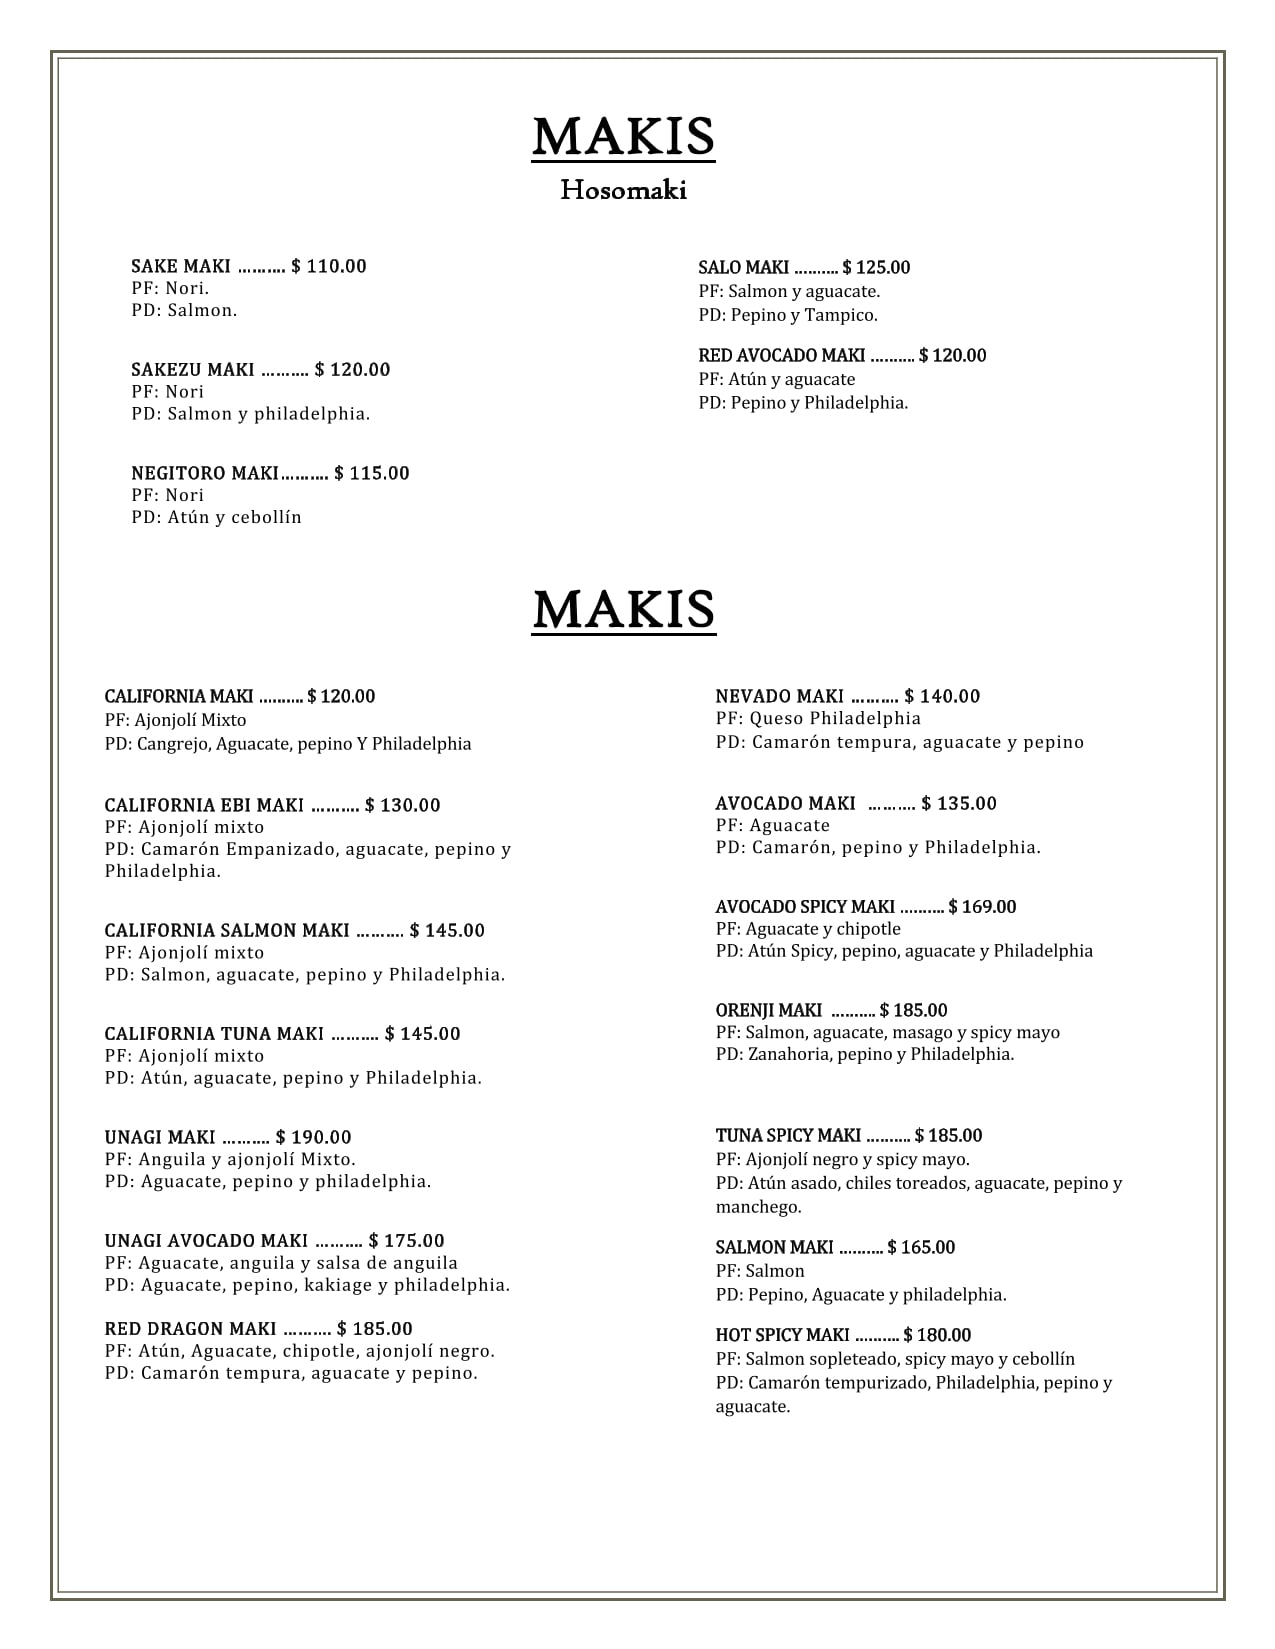 MAKIS
Hosomaki
SAKE MAKI .......... $ 110.00
PF: Nori.
PD: Salmon.
SAKEZU MAKI .......... $ 120.00
PF: Nori
PD: Salmon y philadelphia.
NEGITORO MAKI.......... $ 115.00
PF: Nori
PD: Atún y cebollín
SALO MAKI .......... $ 125.00
PF: Salmon y aguacate.
PD: Pepino y Tampico.
RED AVOCADO MAKI .......... $ 120.00
PF: Atún y aguacate
PD: Pepino y Philadelphia.
MAKIS
CALIFORNIA MAKI .......... $ 120.00
PF: Ajonjolí Mixto
PD: Cangrejo, Aguacate, pepino Y Philadelphia
CALIFORNIA EBI MAKI .......... $ 130.00
PF: Ajonjolí mixto
PD: Camarón Empanizado, aguacate, pepino y
Philadelphia.
CALIFORNIA SALMON MAKI .......... $ 145.00
PF: Ajonjolí mixto
PD: Salmon, aguacate, pepino y Philadelphia.
CALIFORNIA TUNA MAKI .......... $ 145.00
PF: Ajonjolí mixto
PD: Atún, aguacate, pepino y Philadelphia.
UNAGI MAKI .......... $ 190.00
PF: Anguila y ajonjolí Mixto.
PD: Aguacate, pepino y philadelphia.
UNAGI AVOCADO MAKI .......... $ 175.00
PF: Aguacate, anguila y salsa de anguila
PD: Aguacate, pepino, kakiage y philadelphia.
RED DRAGON MAKI .......... $ 185.00
PF: Atún, Aguacate, chipotle, ajonjolí negro.
PD: Camarón tempura, aguacate y pepino.
NEVADO MAKI .......... $ 140.00
PF: Queso Philadelphia
PD: Camarón tempura, aguacate y pepino
AVOCADO MAKI .......... $ 135.00
PF: Aguacate
PD: Camarón, pepino y Philadelphia.
AVOCADO SPICY MAKI .......... $ 169.00
PF: Aguacate y chipotle
PD: Atún Spicy, pepino, aguacate y Philadelphia
ORENJI MAKI .......... $ 185.00
PF: Salmon, aguacate, masago y spicy mayo
PD: Zanahoria, pepino y Philadelphia.
TUNA SPICY MAKI .......... $ 185.00
PF: Ajonjolí negro y spicy mayo.
PD: Atún asado, chiles toreados, aguacate, pepino y
manchego.
SALMON MAKI .......... $ 165.00
PF: Salmon
PD: Pepino, Aguacate y philadelphia.
HOT SPICY MAKI .......... $ 180.00
PF: Salmon sopleteado, spicy mayo y cebollín
PD: Camarón tempurizado, Philadelphia, pepino y
aguacate.